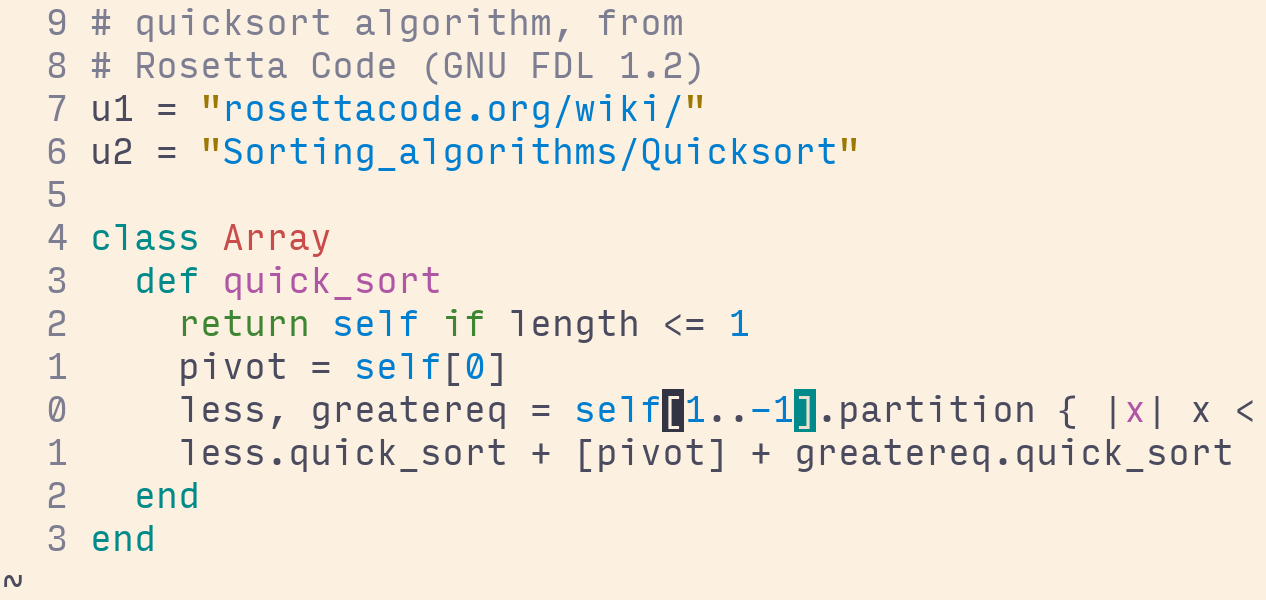 9 # quicksort algorithm, from
8 # Rosetta Code (GNU FDL 1.2)
7 u1 = "rosettacode.org/wiki/"
6 u2 = "Sorting_algorithms/Quicksort"
5
4 class Array
3   def quick_sort
2     return self if length <= 1
1     pivot = self[0]
0     less, greatereq = self[1..-1].partition { |x| x <
1     less.quick_sort + [pivot] + greatereq.quick_sort
2   end
3 end
~